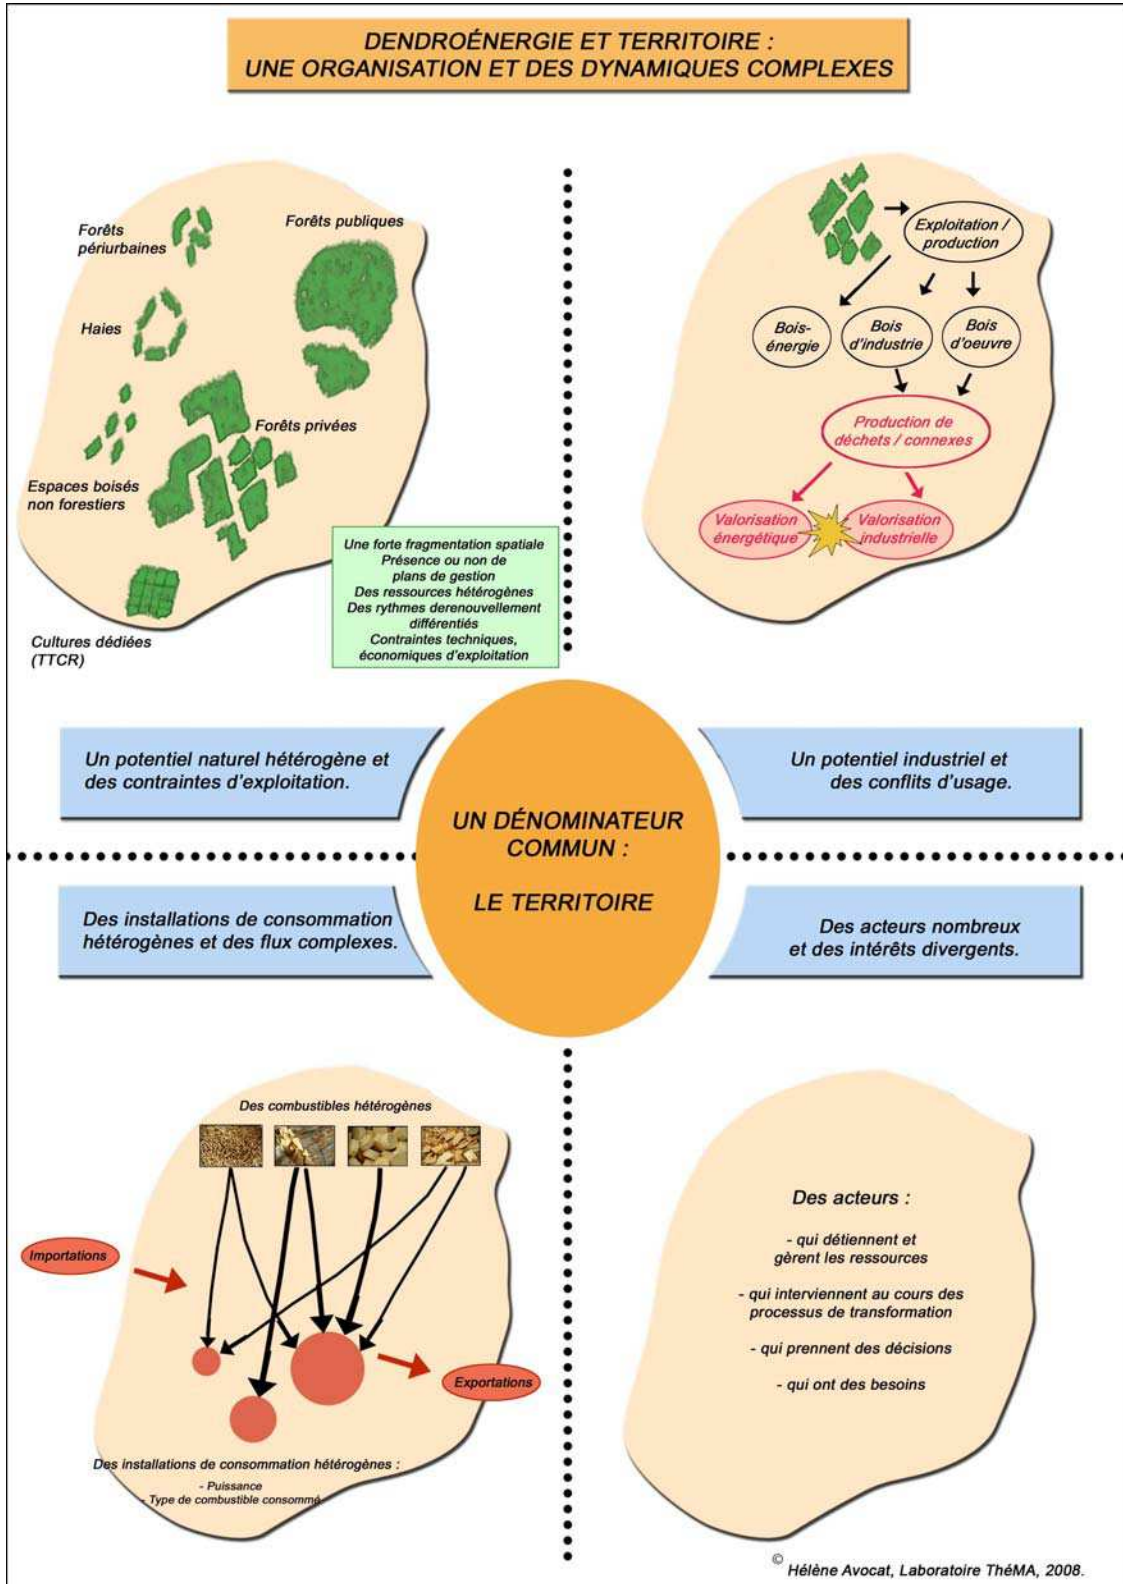 DENDROÉNERGIE ET TERRITOIRE :
UNE ORGANISATION ET DES DYNAMIQUES COMPLEXES
Forêts
périurbaines
Forêts publiques
Haies
Forêts privées
Espaces boisés
non forestiers
Cultures dédiées
(TTCR)
Une forte fragmentation spatiale
Présence ou non de
plans de gestion
Des ressources hétérogènes
Des rythmes derenouvellement
différentiés
Contraintes techniques,
économiques d'exploitation
Exploitation /
production
Bois-
énergie
Bois
d'industrie
Bois
d'oeuvre
Production de
déchets / connexes
Valorisation
énergétique
Valorisation
industrielle
Un potentiel naturel hétérogène et
des contraintes d'exploitation.
Un potentiel industriel et
des conflits d'usage.
UN DÉNOMINATEUR
COMMUN :
LE TERRITOIRE
Des installations de consommation
hétérogènes et des flux complexes.
Des acteurs nombreux
et des intérêts divergents.
Des combustibles hétérogènes
Importations
Exportations
Des installations de consommation hétérogènes :
- Puissance
- Type de combustible consommé
Des acteurs :
- qui détiennent et
gèrent les ressources
- qui interviennent au cours des
processus de transformation
- qui prennent des décisions
- qui ont des besoins
© Hélène Avocat, Laboratoire ThéMA, 2008.